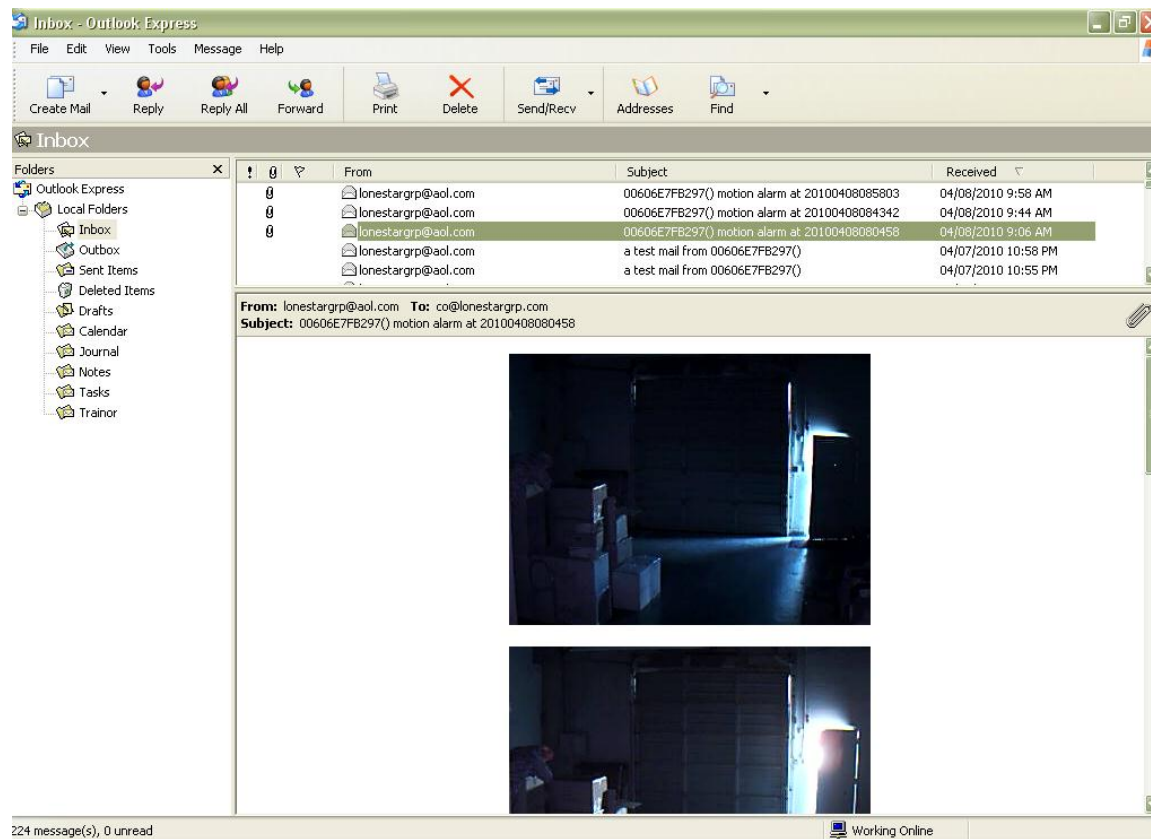 Inbox - Outlook Express
File Edit View Tools Message Help
Create Mail Reply Reply All Forward Print Delete Send/Recv Addresses Find
Inbox
Folders X
Outlook Express
Local Folders
Inbox
Outbox
Sent Items
Deleted Items
Drafts
Calendar
Journal
Notes
Tasks
Trainor
! From Subject Received
lonestargrp@aol.com 00606E7FB297() motion alarm at 20100408085803 04/08/2010 9:58 AM
lonestargrp@aol.com 00606E7FB297() motion alarm at 20100408084342 04/08/2010 9:44 AM
lonestargrp@aol.com 00606E7FB297() motion alarm at 20100408080458 04/08/2010 9:06 AM
lonestargrp@aol.com a test mail from 00606E7FB297() 04/07/2010 10:58 PM
lonestargrp@aol.com a test mail from 00606E7FB297() 04/07/2010 10:55 PM
From: lonestargrp@aol.com To: co@lonestargrp.com
Subject: 00606E7FB297() motion alarm at 20100408080458
224 message(s), 0 unread Working Online